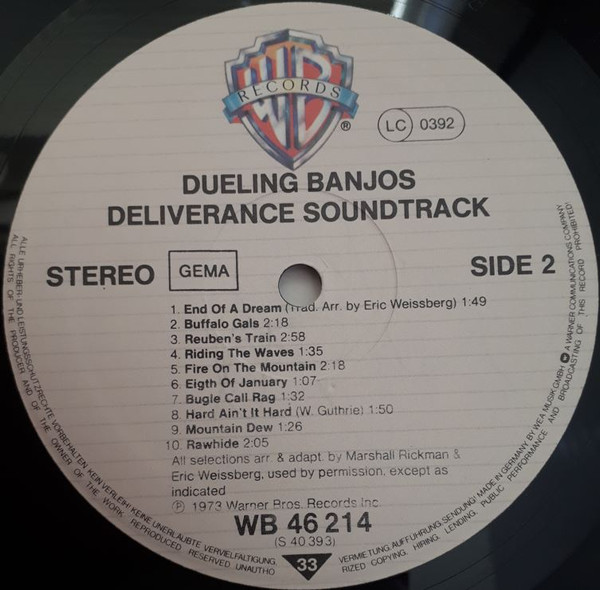 WB
RECORDS
®
LC 0392
DUELING BANJOS
DELIVERANCE SOUNDTRACK
STEREO GEMA SIDE 2
1. End Of A Dream (Trad. Arr. by Eric Weissberg) 1:49
2. Buffalo Gals 2:18
3. Reuben's Train 2:58
4. Riding The Waves 1:35
5. Fire On The Mountain 2:18
6. Eigth Of January 1:07
7. Bugle Call Rag 1:32
8. Hard Ain't It Hard (W. Guthrie) 1:50
9. Mountain Dew 1:26
10. Rawhide 2:05
All selections arr. & adapt. by Marshall Rickman &
Eric Weissberg, used by permission, except as
indicated
Ⓟ 1973 Warner Bros. Records Inc.
WB 46 214
(S 40 393)
33
ALLE URHEBER- UND LEISTUNGSSCHUTZRECHTE VORBEHALTEN. KEIN VERLEIH! KEINE UNERLAUBTE VERVIELFÄLTIGUNG, VERMIETUNG, AUFFÜHRUNG, SENDUNG! MADE IN GERMANY BY WEA MUSIK GMBH A WARNER COMMUNICATIONS COMPANY
ALL RIGHTS OF THE PRODUCER AND OF THE OWNER OF THE WORK REPRODUCED RESERVED. UNAUTHORIZED COPYING, HIRING, LENDING, PUBLIC PERFORMANCE AND BROADCASTING OF THIS RECORD PROHIBITED!